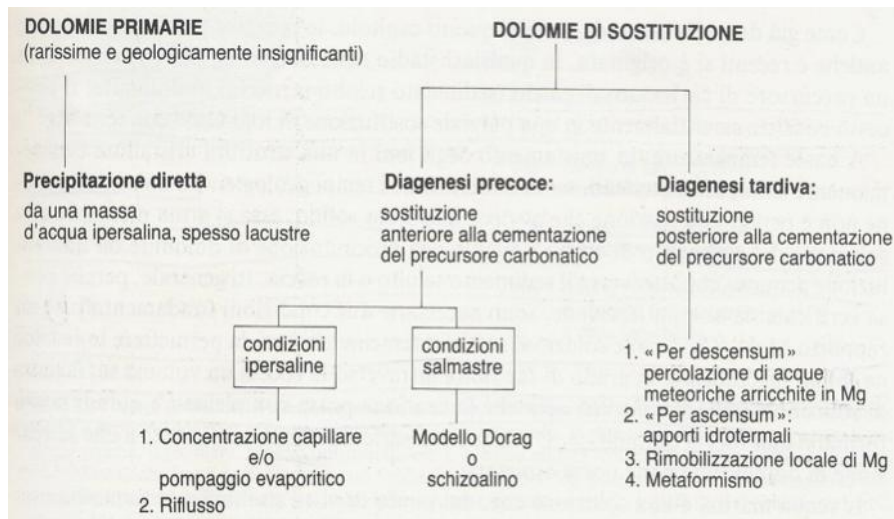 DOLOMIE PRIMARIE
(rarissime e geologicamente insignificanti)
DOLOMIE DI SOSTITUZIONE
Precipitazione diretta
da una massa
d'acqua ipersalina, spesso lacustre
Diagenesi precoce:
sostituzione
anteriore alla cementazione
del precursore carbonatico
Diagenesi tardiva:
sostituzione
posteriore alla cementazione
del precursore carbonatico
condizioni
ipersaline
condizioni
salmastre
1. Concentrazione capillare
e/o
pompaggio evaporitico
2. Riflusso
Modello Dorag
o
schizoalino
1. «Per descensum»
percolazione di acque
meteoriche arricchite in Mg
2. «Per ascensum»:
apporti idrotermali
3. Rimobilizzazione locale di Mg
4. Metaformismo